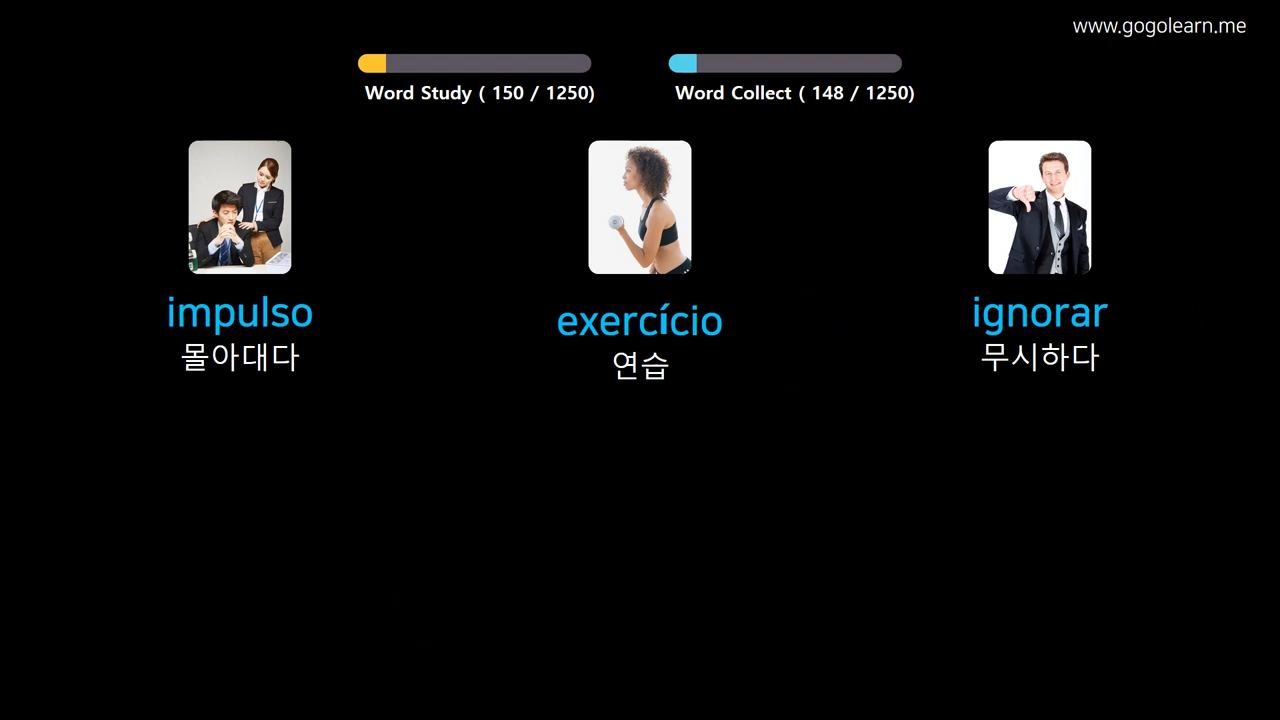 www.gogolearn.me
Word Study ( 150 / 1250)
Word Collect ( 148 / 1250)
impulso
몰아대다
exercício
연습
ignorar
무시하다